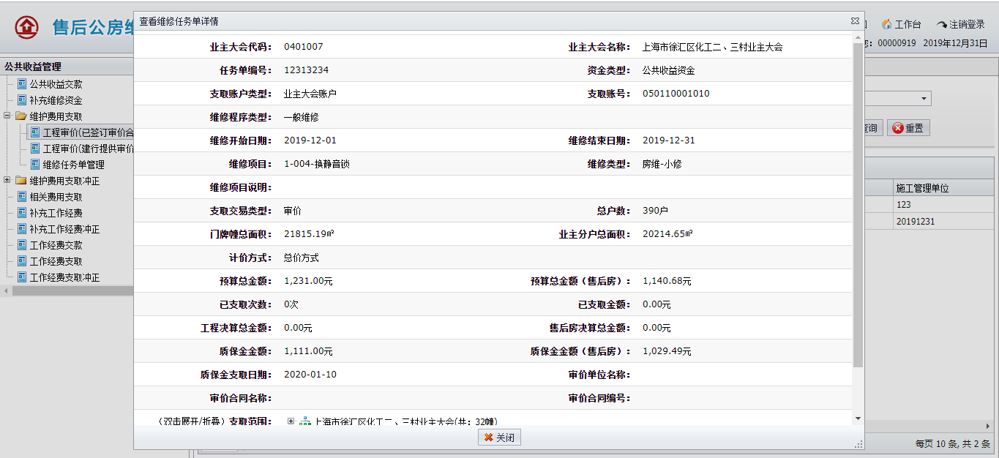 售后公房维
工作台 注销登录
00000919 2019年12月31日
公共收益管理
公共收益交款
补充维修资金
维护费用支取
工程审价(已签订审价合
工程审价(建行提供审价
维修任务单管理
维护费用支取冲正
相关费用支取
补充工作经费
补充工作经费冲正
工作经费交款
工作经费支取
工作经费支取冲正
查看维修任务单详情
业主大会代码： 0401007 业主大会名称： 上海市徐汇区化工二、三村业主大会
任务单编号： 12313234 资金类型： 公共收益资金
支取账户类型： 业主大会账户 支取账号： 050110001010
维修程序类型： 一般维修
维修开始日期： 2019-12-01 维修结束日期： 2019-12-31
维修项目： 1-004-换静音锁 维修类型： 房维-小修
维修项目说明：
支取交易类型： 审价 总户数： 390户
门牌幢总面积： 21815.19㎡ 业主分户总面积： 20214.65㎡
计价方式： 总价方式
预算总金额： 1,231.00元 预算总金额（售后房）： 1,140.68元
已支取次数： 0次 已支取金额： 0.00元
工程决算总金额： 0.00元 售后房决算总金额： 0.00元
质保金金额： 1,111.00元 质保金金额（售后房）： 1,029.49元
质保金支取日期： 2020-01-10 审价单位名称：
审价合同名称： 审价合同编号：
（双击展开/折叠）支取范围： 上海市徐汇区化工二、三村业主大会(共：32幢)
关闭
查询 重置
施工管理单位
123
20191231
每页 10 条, 共 2 条